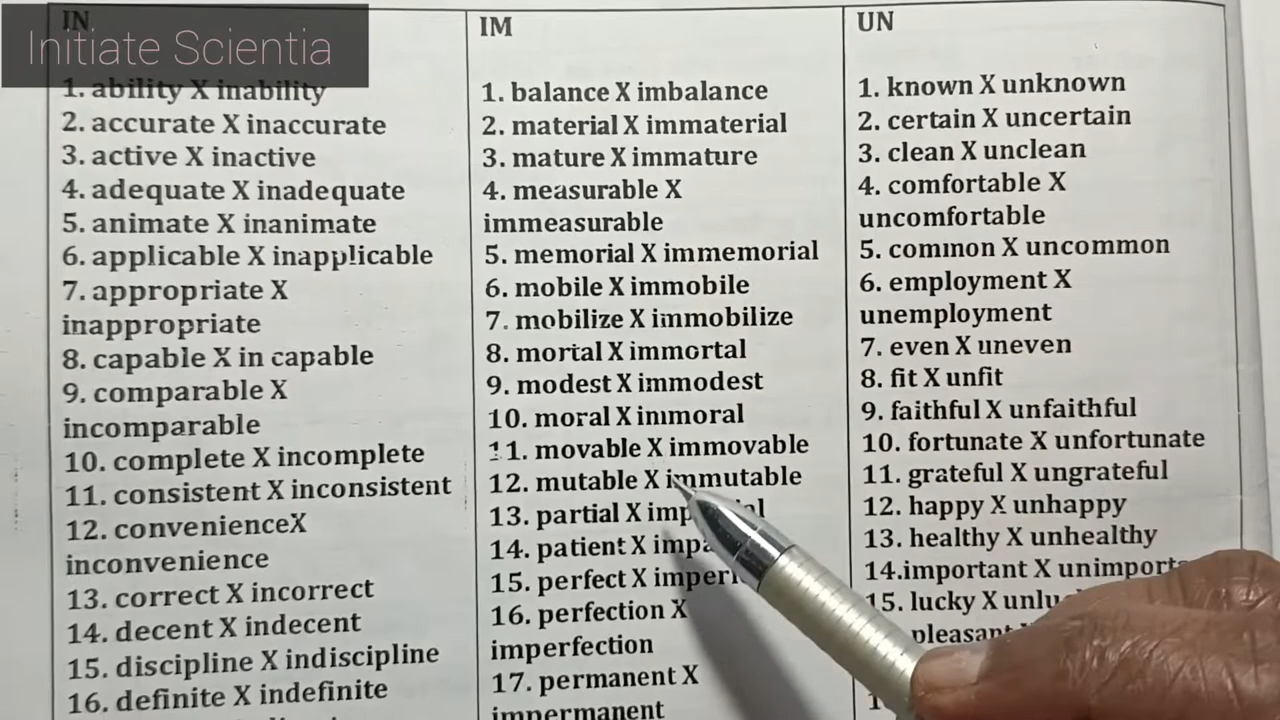 Initiate Scientia
IN
1. ability X inability
2. accurate X inaccurate
3. active X inactive
4. adequate X inadequate
5. animate X inanimate
6. applicable X inapplicable
7. appropriate X
inappropriate
8. capable X in capable
9. comparable X
incomparable
10. complete X incomplete
11. consistent X inconsistent
12. convenienceX
inconvenience
13. correct X incorrect
14. decent X indecent
15. discipline X indiscipline
16. definite X indefinite
IM
1. balance X imbalance
2. material X immaterial
3. mature X immature
4. measurable X
immeasurable
5. memorial X immemorial
6. mobile X immobile
7. mobilize X immobilize
8. mortal X immortal
9. modest X immodest
10. moral X immoral
11. movable X immovable
12. mutable X immutable
13. partial X
14. patient X
15. perfect X
16. perfection X
imperfection
17. permanent X
impermanent
UN
1. known X unknown
2. certain X uncertain
3. clean X unclean
4. comfortable X
uncomfortable
5. common X uncommon
6. employment X
unemployment
7. even X uneven
8. fit X unfit
9. faithful X unfaithful
10. fortunate X unfortunate
11. grateful X ungrateful
12. happy X unhappy
13. healthy X unhealthy
14.important X
15. lucky X
pleasant